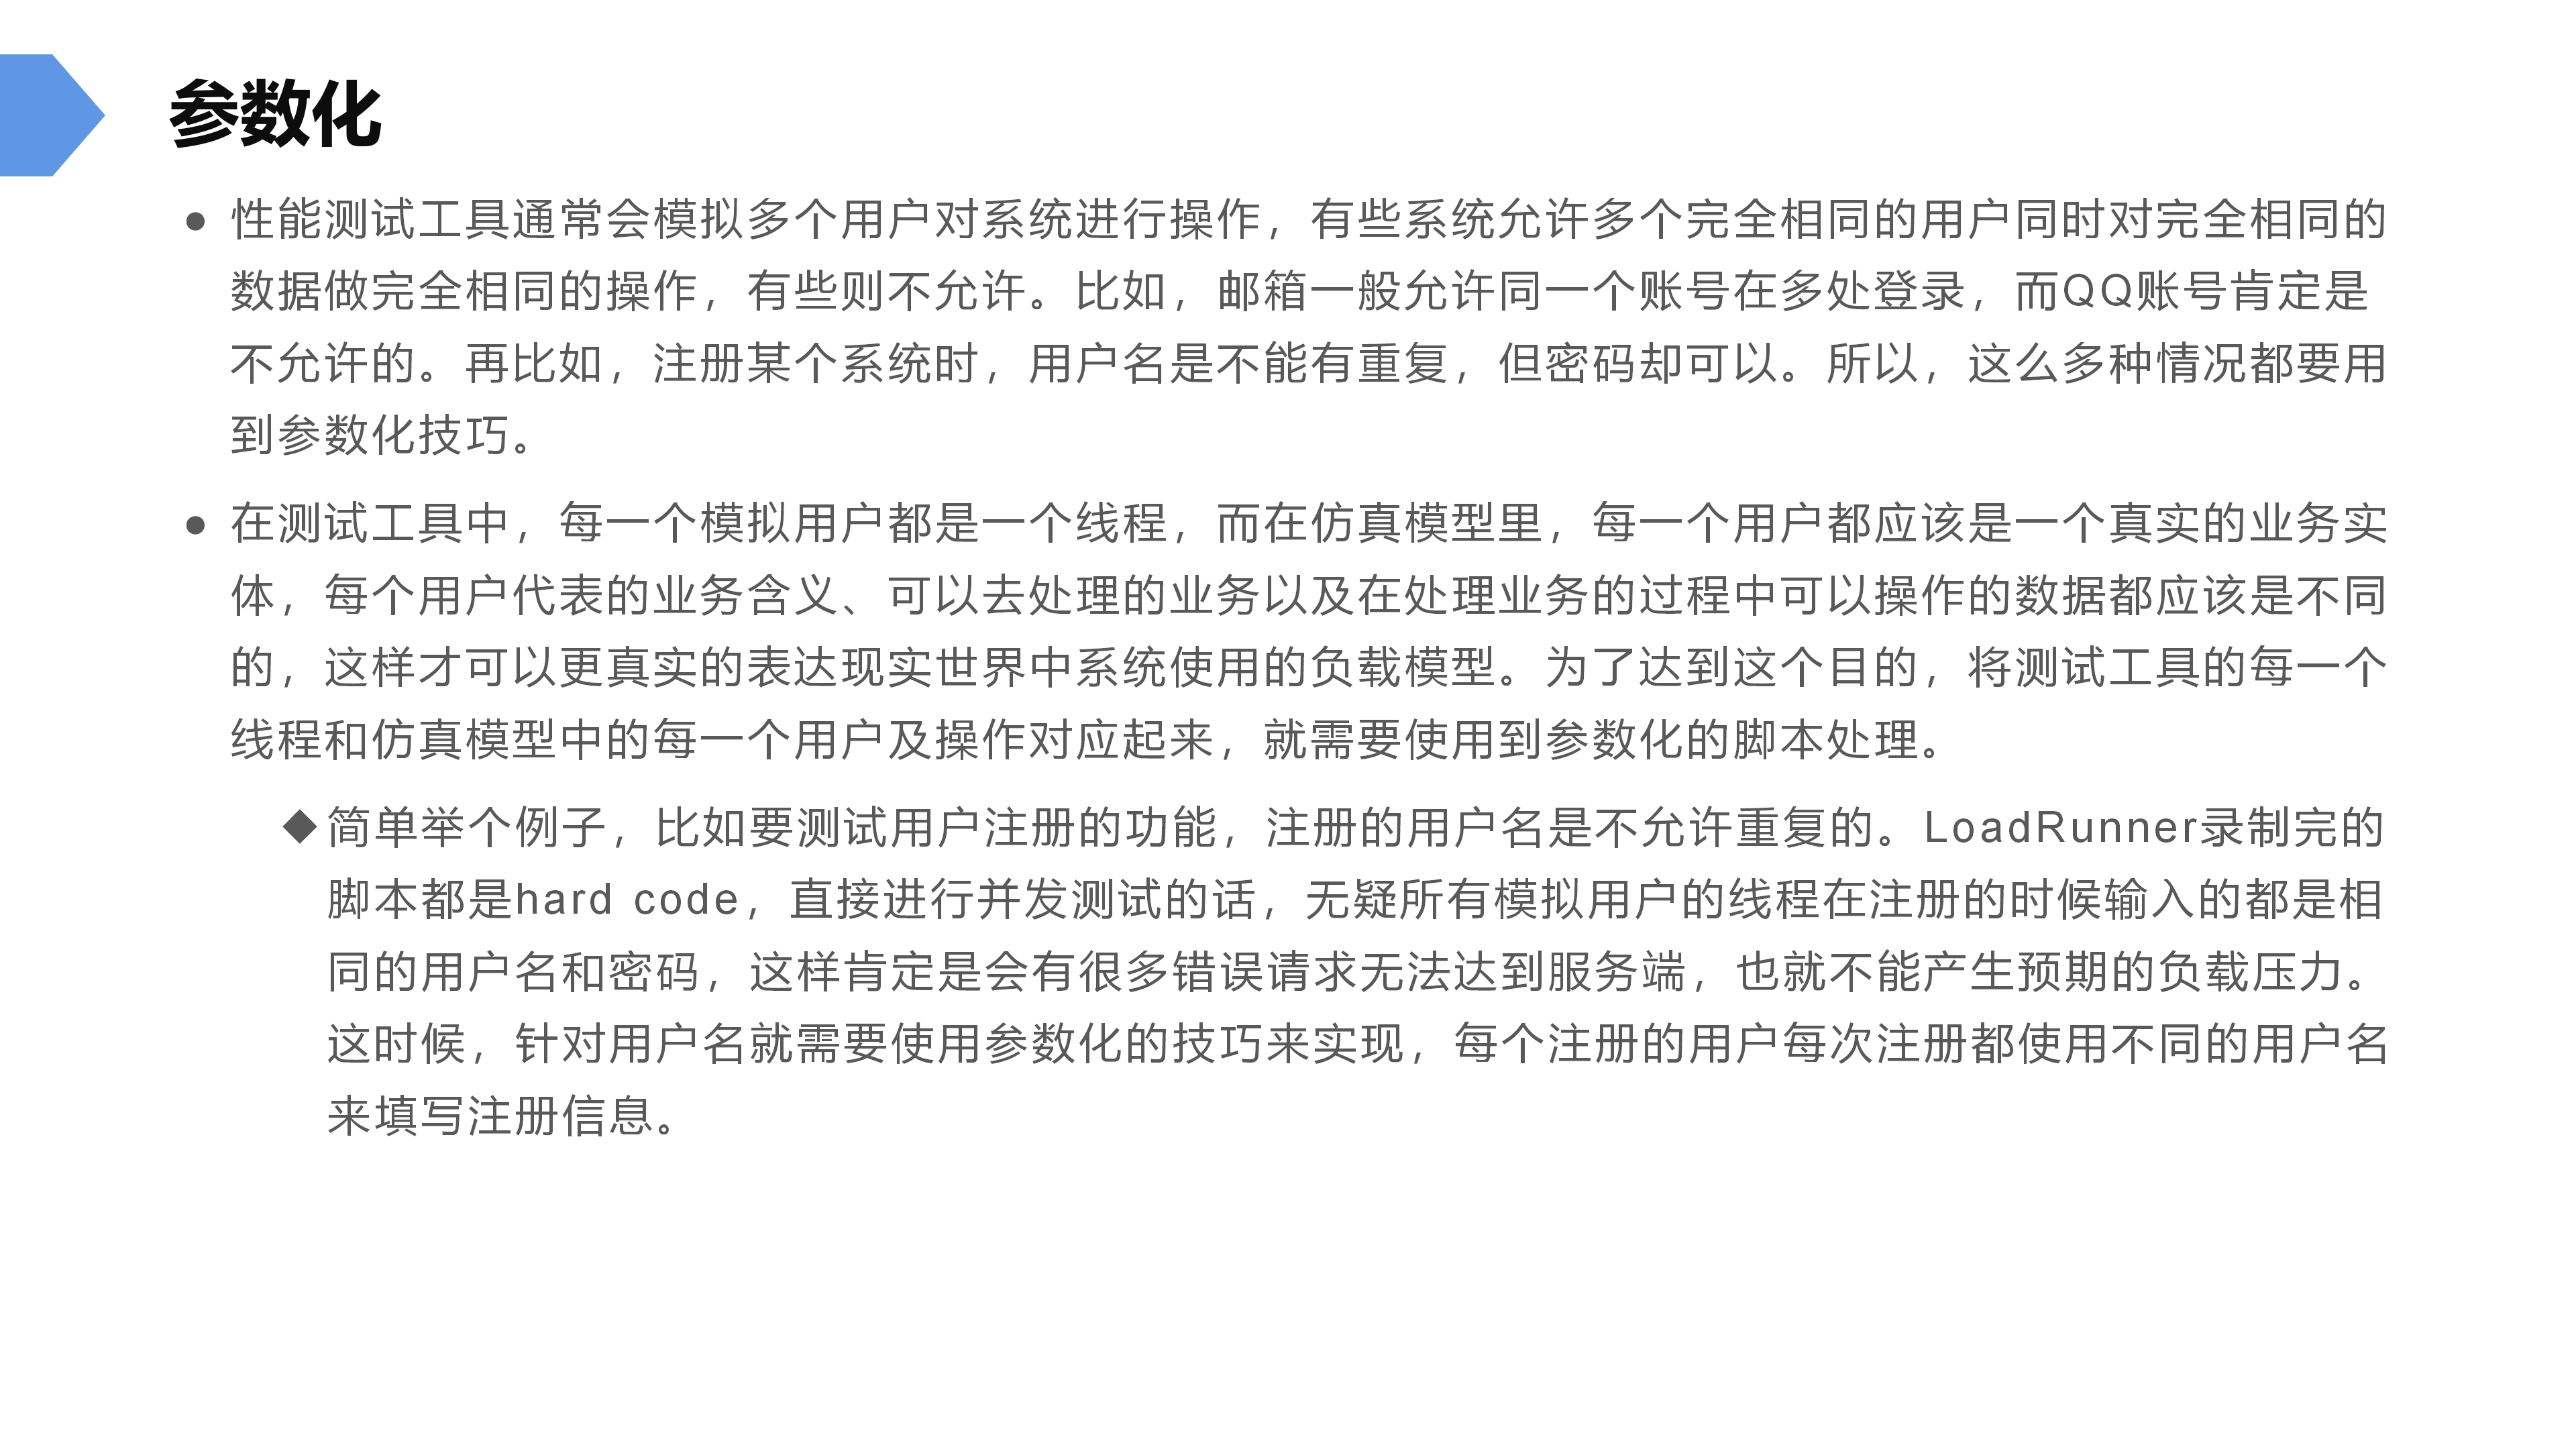 参数化
● 性能测试工具通常会模拟多个用户对系统进行操作，有些系统允许多个完全相同的用户同时对完全相同的
数据做完全相同的操作，有些则不允许。比如，邮箱一般允许同一个账号在多处登录，而QQ账号肯定是
不允许的。再比如，注册某个系统时，用户名是不能有重复，但密码却可以。所以，这么多种情况都要用
到参数化技巧。
● 在测试工具中，每一个模拟用户都是一个线程，而在仿真模型里，每一个用户都应该是一个真实的业务实
体，每个用户代表的业务含义、可以去处理的业务以及在处理业务的过程中可以操作的数据都应该是不同
的，这样才可以更真实的表达现实世界中系统使用的负载模型。为了达到这个目的，将测试工具的每一个
线程和仿真模型中的每一个用户及操作对应起来，就需要使用到参数化的脚本处理。
◆ 简单举个例子，比如要测试用户注册的功能，注册的用户名是不允许重复的。LoadRunner录制完的
脚本都是hard code，直接进行并发测试的话，无疑所有模拟用户的线程在注册的时候输入的都是相
同的用户名和密码，这样肯定是会有很多错误请求无法达到服务端，也就不能产生预期的负载压力。
这时候，针对用户名就需要使用参数化的技巧来实现，每个注册的用户每次注册都使用不同的用户名
来填写注册信息。